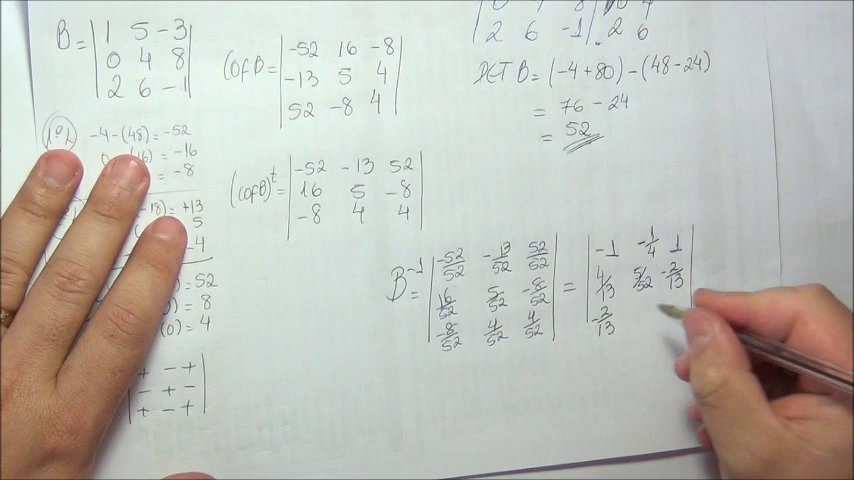 2 6 -1 2 6
B= 1 5 -3
0 4 8
2 6 -1
Cof B= -52 16 -8
-13 5 4
52 -8 4
DET B= (-4+80)-(48-24)
= 76 - 24
= 52
1ª L
-4-(48)= -52
= -16
= -8
-18)= +13
5
-4
)= 52
0)= 8
(0)= 4
+ - +
- + -
+ - +
(Cof B)^t= -52 -13 52
16 5 -8
-8 4 4
B^-1= -52/52 -13/52 52/52 = -1 -1/4 1
16/52 5/52 -8/52 4/13 5/52 -2/13
-8/52 4/52 4/52 -2/13